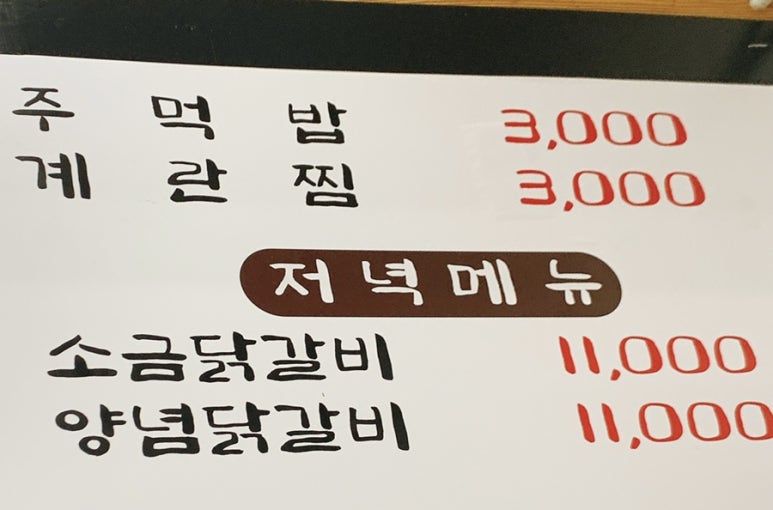 주 먹 밥 3,000
계 란 찜 3,000
저 녁 메 뉴
소금닭갈비 11,000
양념닭갈비 11,000